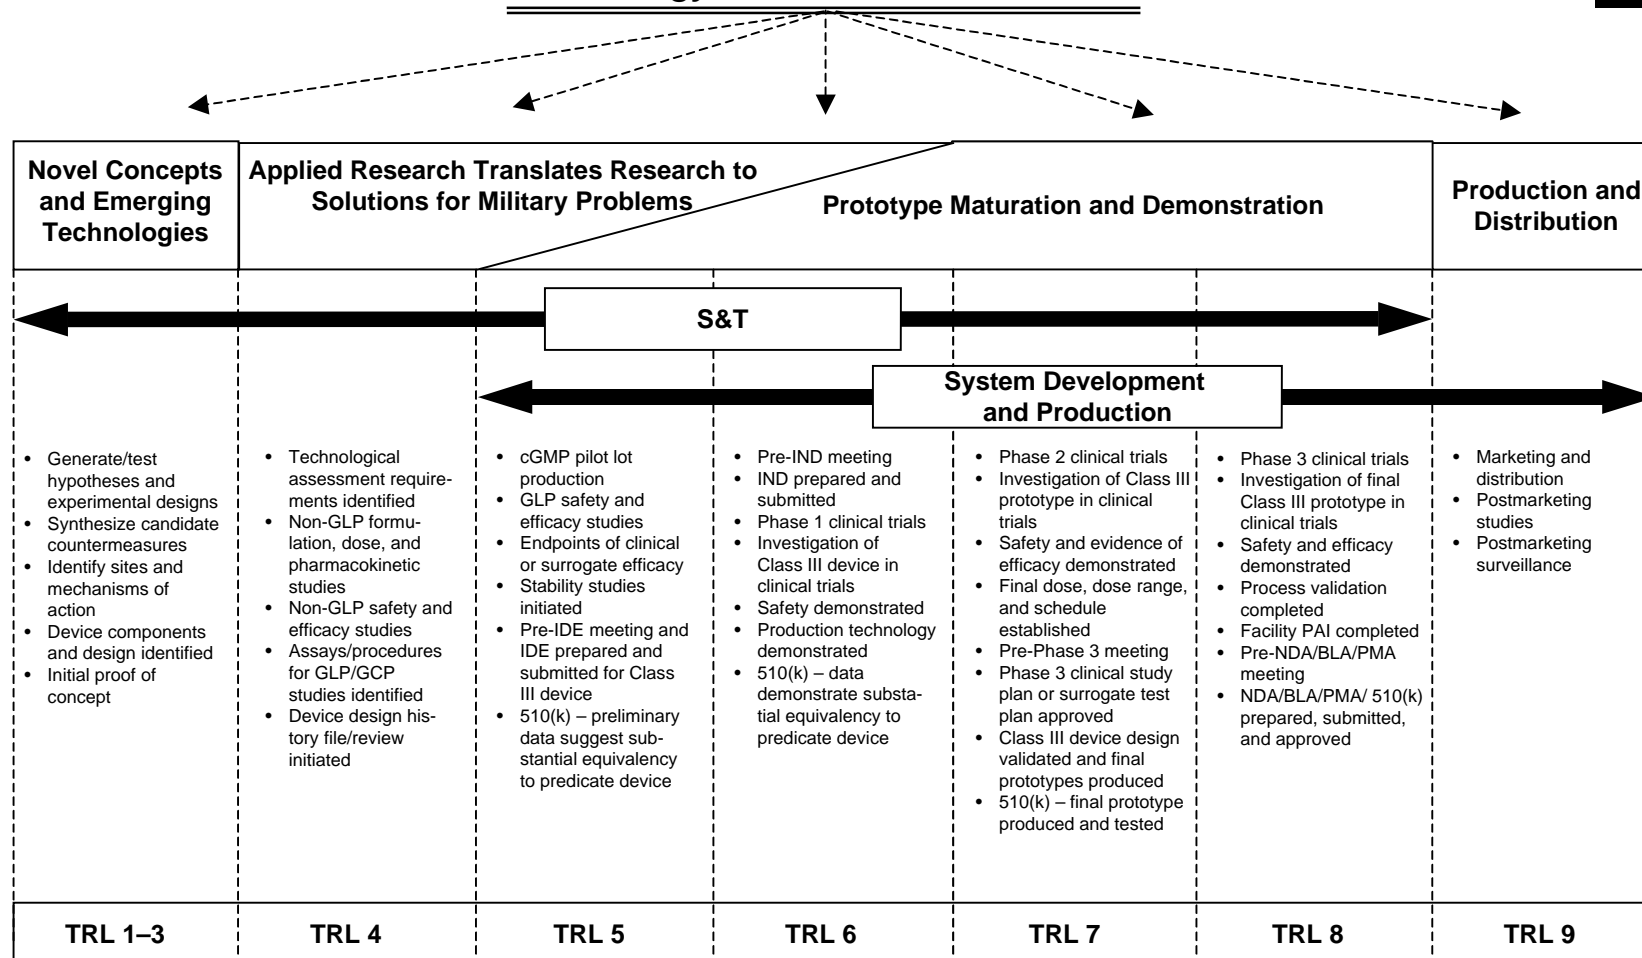 Novel Concepts
and Emerging
Technologies
Applied Research Translates Research to
Solutions for Military Problems
Prototype Maturation and Demonstration
Production and
Distribution
S&T
System Development
and Production
• Generate/test
hypotheses and
experimental designs
• Synthesize candidate
countermeasures
• Identify sites and
mechanisms of
action
• Device components
and design identified
• Initial proof of
concept
• Technological
assessment require-
ments identified
• Non-GLP formu-
lation, dose, and
pharmacokinetic
studies
• Non-GLP safety and
efficacy studies
• Assays/procedures
for GLP/GCP
studies identified
• Device design his-
tory file/review
initiated
• cGMP pilot lot
production
• GLP safety and
efficacy studies
• Endpoints of clinical
or surrogate efficacy
• Stability studies
initiated
• Pre-IDE meeting and
IDE prepared and
submitted for Class
III device
• 510(k) – preliminary
data suggest sub-
stantial equivalency
to predicate device
• Pre-IND meeting
• IND prepared and
submitted
• Phase 1 clinical trials
• Investigation of
Class III device in
clinical trials
• Safety demonstrated
• Production technology
demonstrated
• 510(k) – data
demonstrate substa-
tial equivalency to
predicate device
• Phase 2 clinical trials
• Investigation of Class III
prototype in clinical
trials
• Safety and evidence of
efficacy demonstrated
• Final dose, dose range,
and schedule
established
• Pre-Phase 3 meeting
• Phase 3 clinical study
plan or surrogate test
plan approved
• Class III device design
validated and final
prototypes produced
• 510(k) – final prototype
produced and tested
• Phase 3 clinical trials
• Investigation of final
Class III prototype in
clinical trials
• Safety and efficacy
demonstrated
• Process validation
completed
• Facility PAI completed
• Pre-NDA/BLA/PMA
meeting
• NDA/BLA/PMA/ 510(k)
prepared, submitted,
and approved
• Marketing and
distribution
• Postmarketing
studies
• Postmarketing
surveillance
TRL 1–3
TRL 4
TRL 5
TRL 6
TRL 7
TRL 8
TRL 9